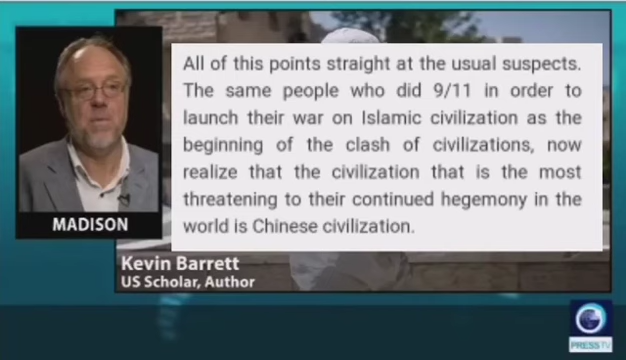 All of this points straight at the usual suspects.
The same people who did 9/11 in order to
launch their war on Islamic civilization as the
beginning of the clash of civilizations, now
realize that the civilization that is the most
threatening to their continued hegemony in the
world is Chinese civilization.
MADISON
Kevin Barrett
US Scholar, Author
PRESS TV